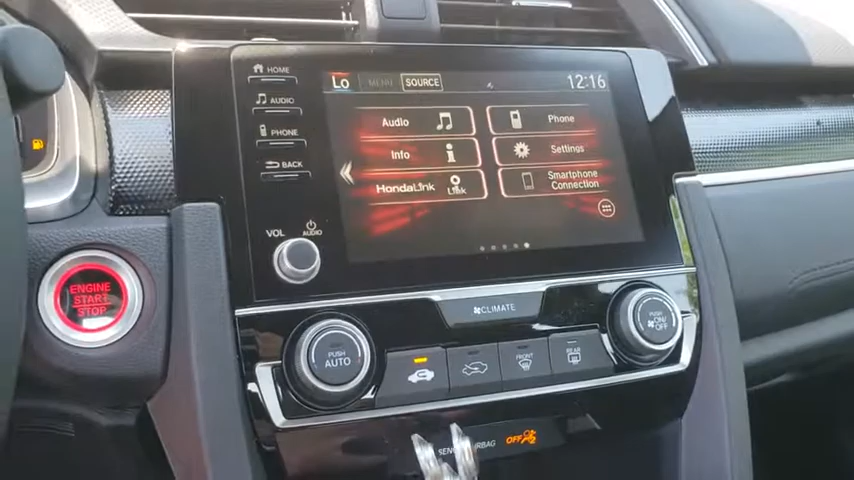 HOME
Lo
MENU
SOURCE
12:16
AUDIO
Audio
Phone
PHONE
Info
Settings
BACK
HondaLink
Link
Smartphone
Connection
VOL
AUDIO
ENGINE
START
STOP
CLIMATE
PUSH
AUTO
PUSH
ON/OFF
FRONT
REAR
AIRBAG
OFF